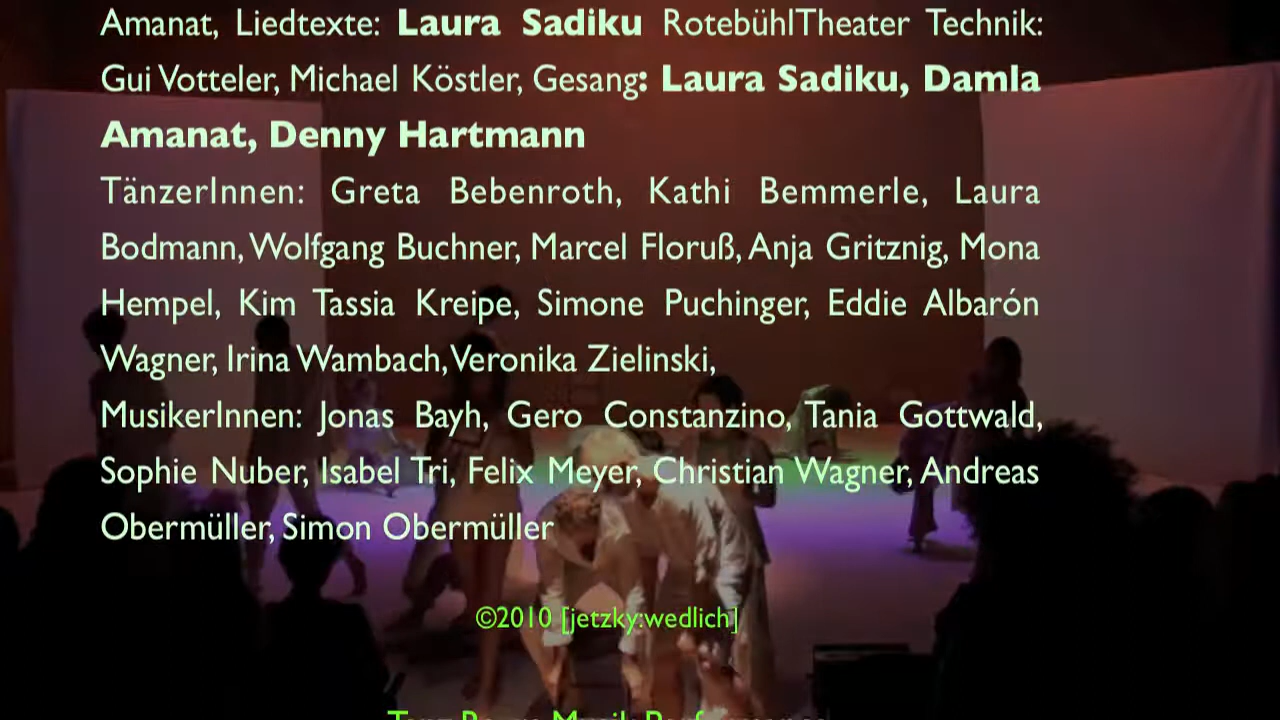 Amanat, Liedtexte: Laura Sadiku RotebühlTheater Technik:
Gui Votteler, Michael Köstler, Gesang: Laura Sadiku, Damla
Amanat, Denny Hartmann
TänzerInnen: Greta Bebenroth, Kathi Bemmerle, Laura
Bodmann, Wolfgang Buchner, Marcel Floruß, Anja Gritznig, Mona
Hempel, Kim Tassia Kreipe, Simone Puchinger, Eddie Albarón
Wagner, Irina Wambach, Veronika Zielinski,
MusikerInnen: Jonas Bayh, Gero Constanzino, Tania Gottwald,
Sophie Nuber, Isabel Tri, Felix Meyer, Christian Wagner, Andreas
Obermüller, Simon Obermüller
©2010 [jetzky:wedlich]